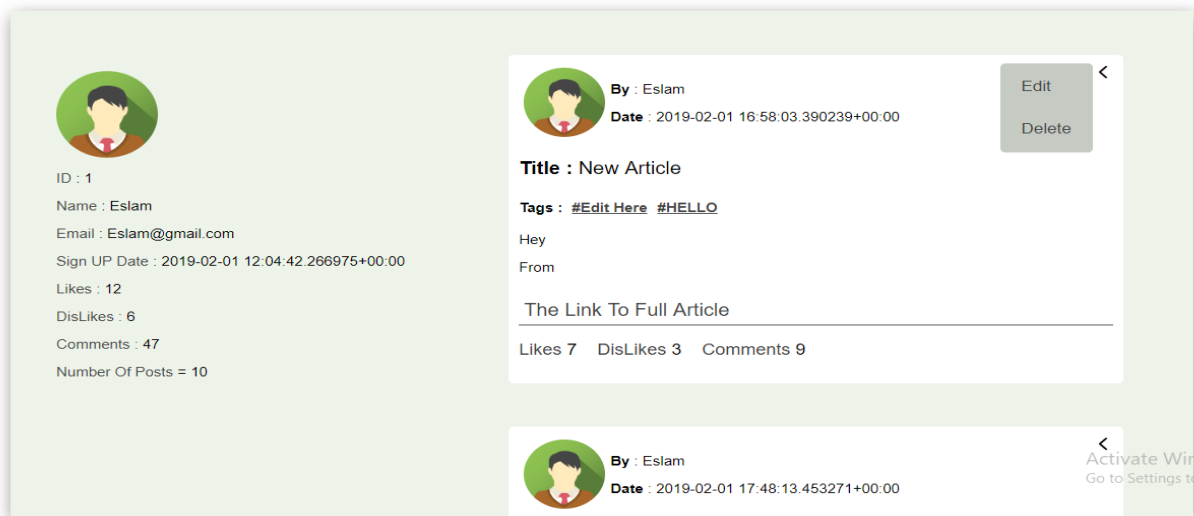 ID : 1
Name : Eslam
Email : Eslam@gmail.com
Sign UP Date : 2019-02-01 12:04:42.266975+00:00
Likes : 12
DisLikes : 6
Comments : 47
Number Of Posts = 10
By : Eslam
Date : 2019-02-01 16:58:03.390239+00:00
Edit
Delete
Title : New Article
Tags : #Edit Here #HELLO
Hey
From
The Link To Full Article
Likes 7 DisLikes 3 Comments 9
By : Eslam
Date : 2019-02-01 17:48:13.453271+00:00
Activate
Go to Settings